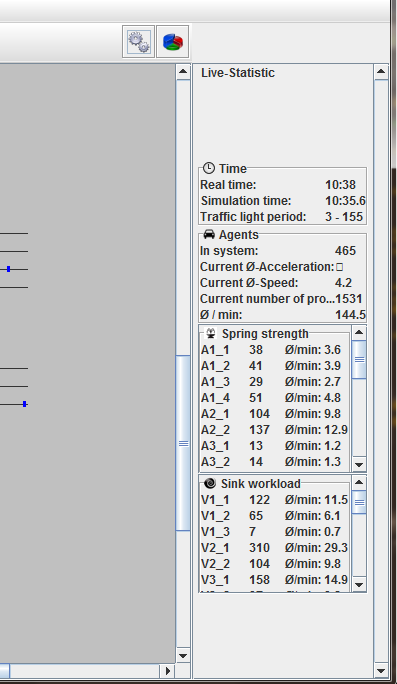 Live-Statistic
Time
Real time: 10:38
Simulation time: 10:35.6
Traffic light period: 3 - 155
Agents
In system: 465
Current Ø-Acceleration:
Current Ø-Speed: 4.2
Current number of pro...1531
Ø / min: 144.5
Spring strength
A1_1 38 Ø/min: 3.6
A1_2 41 Ø/min: 3.9
A1_3 29 Ø/min: 2.7
A1_4 51 Ø/min: 4.8
A2_1 104 Ø/min: 9.8
A2_2 137 Ø/min: 12.9
A3_1 13 Ø/min: 1.2
A3_2 14 Ø/min: 1.3
Sink workload
V1_1 122 Ø/min: 11.5
V1_2 65 Ø/min: 6.1
V1_3 7 Ø/min: 0.7
V2_1 310 Ø/min: 29.3
V2_2 104 Ø/min: 9.8
V3_1 158 Ø/min: 14.9